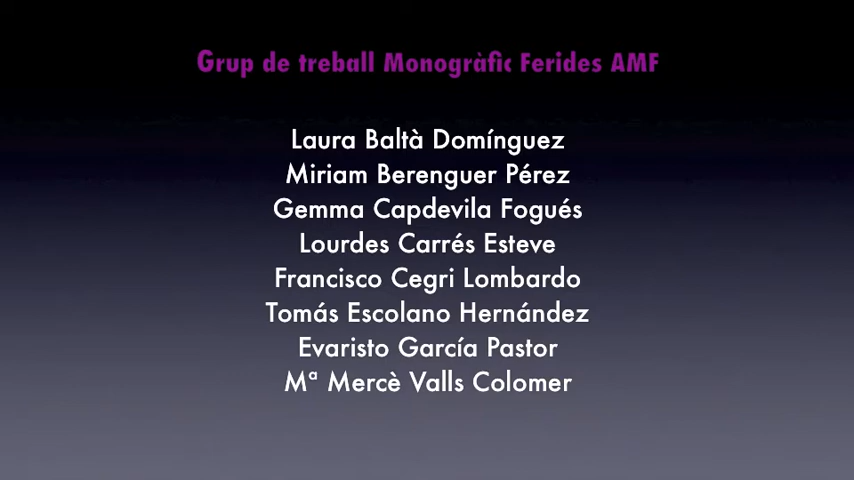 Grup de treball Monogràfic Ferides AMF
Laura Baltà Domínguez
Miriam Berenguer Pérez
Gemma Capdevila Fogués
Lourdes Carrés Esteve
Francisco Cegri Lombardo
Tomás Escolano Hernández
Evaristo García Pastor
Mª Mercè Valls Colomer